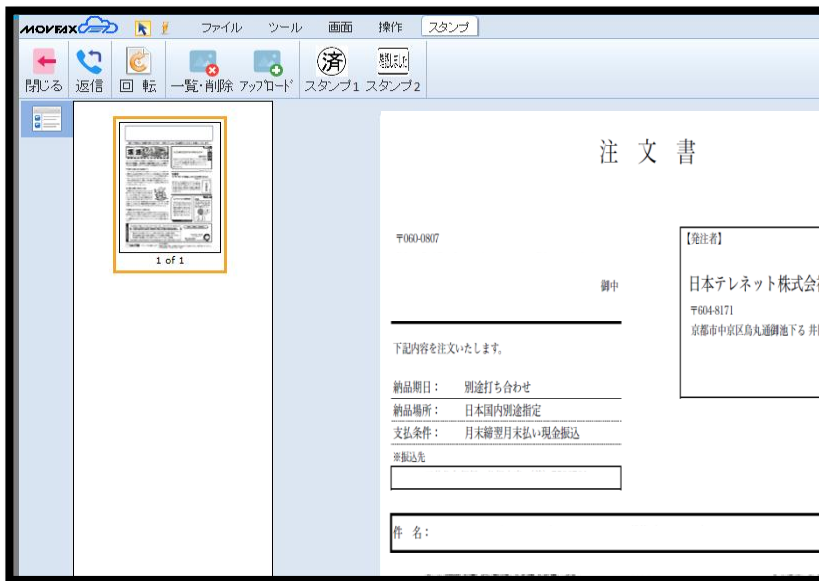 MOVFAX
ファイル ツール 画面 操作 スタンプ
済
閉じる 返信 回 転 一覧・削除 アップロード スタンプ1 スタンプ2
1 of 1
注 文 書
〒060-0807
御中
【発注者】
日本テレネット株式会
〒604-8171
京都市中京区烏丸通御池下る 井
下記内容を注文いたします。
納品期日： 別途打ち合わせ
納品場所： 日本国内別途指定
支払条件： 月末締翌月末払い現金振込
※振込先
件 名：